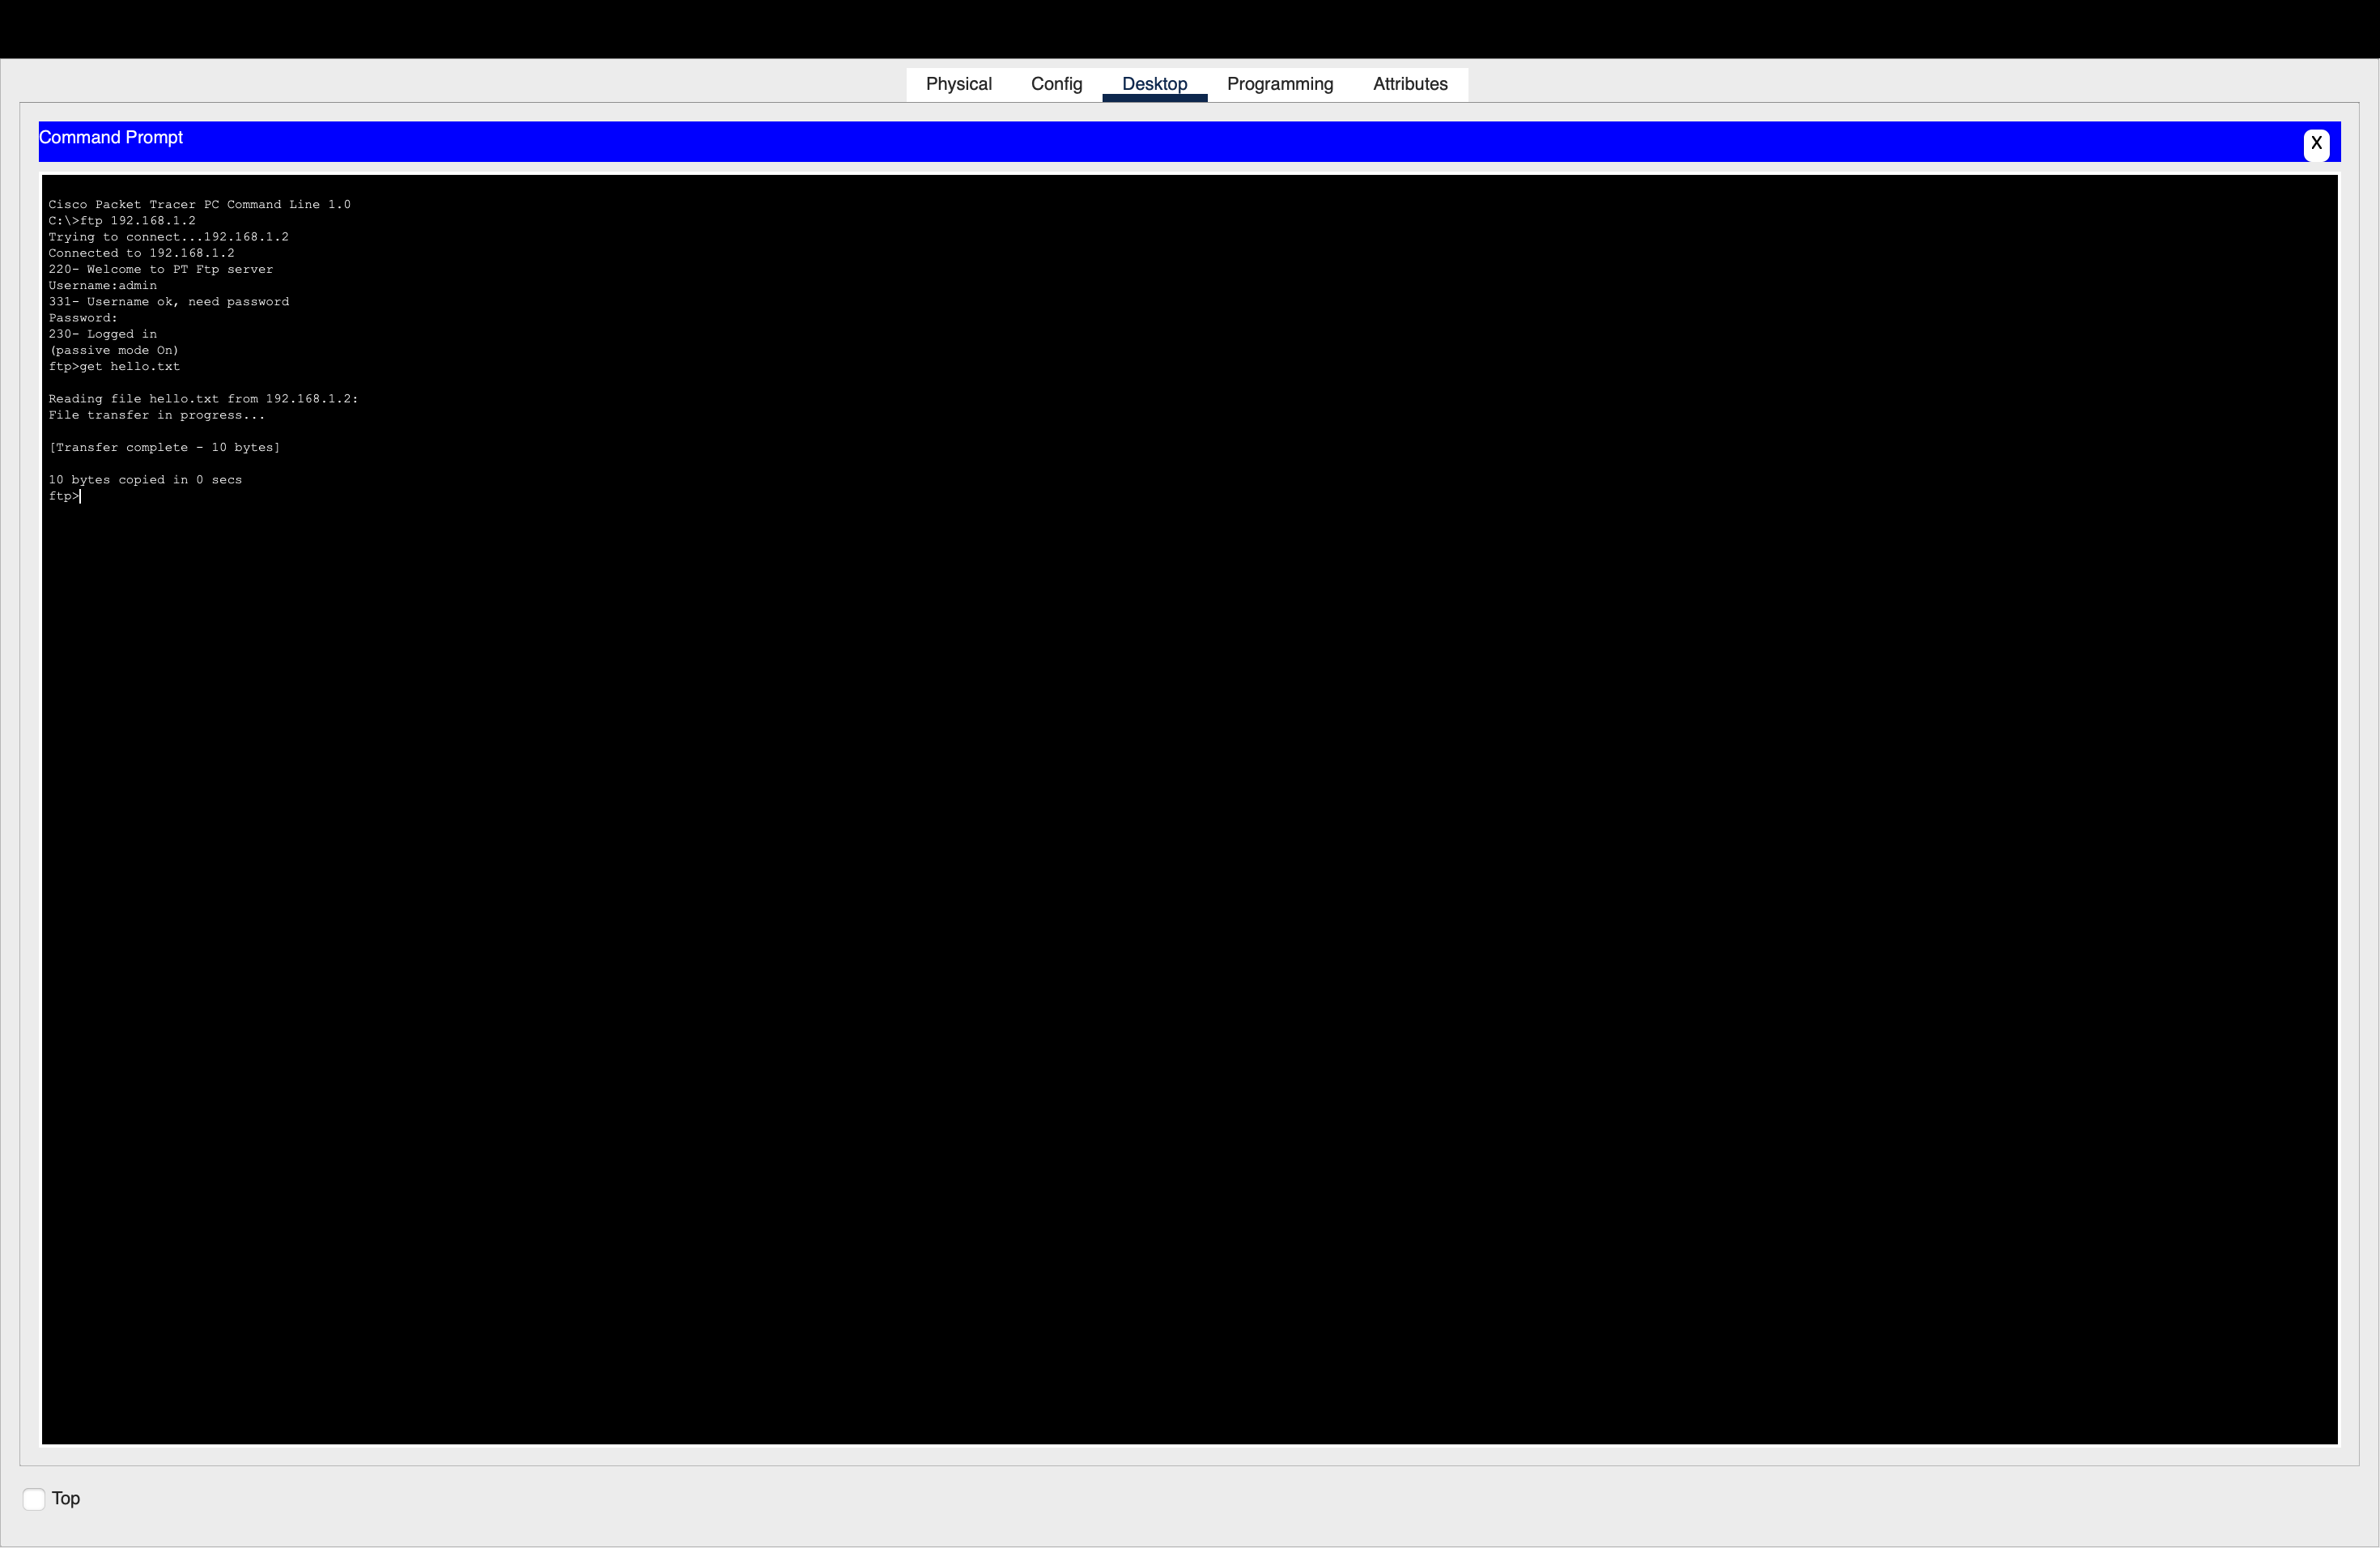 Physical Config Desktop Programming Attributes
Command Prompt
X
Cisco Packet Tracer PC Command Line 1.0
C:\>ftp 192.168.1.2
Trying to connect...192.168.1.2
Connected to 192.168.1.2
220- Welcome to PT Ftp server
Username:admin
331- Username ok, need password
Password:
230- Logged in
(passive mode On)
ftp>get hello.txt
Reading file hello.txt from 192.168.1.2:
File transfer in progress...
[Transfer complete - 10 bytes]
10 bytes copied in 0 secs
ftp>
Top